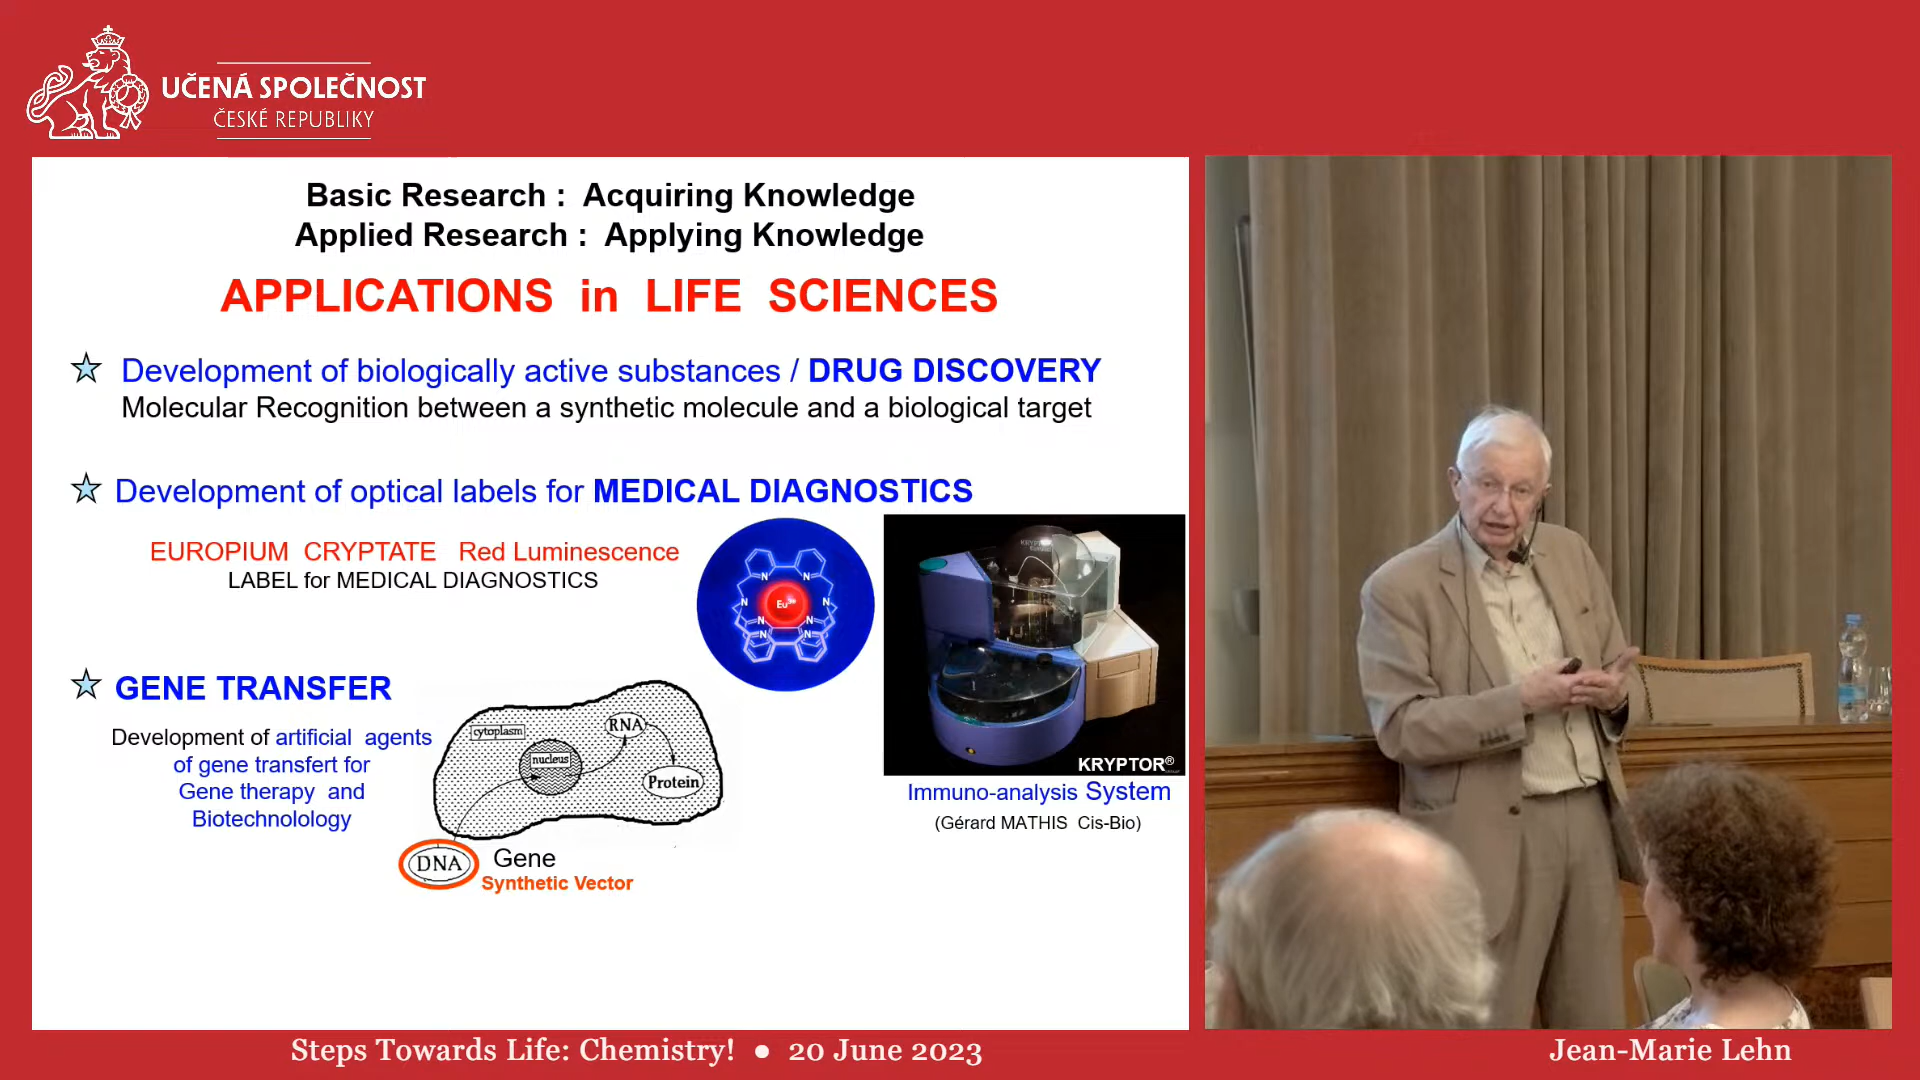 UČENÁ SPOLEČNOST
ČESKÉ REPUBLIKY
Basic Research : Acquiring Knowledge
Applied Research : Applying Knowledge
APPLICATIONS in LIFE SCIENCES
Development of biologically active substances / DRUG DISCOVERY
Molecular Recognition between a synthetic molecule and a biological target
Development of optical labels for MEDICAL DIAGNOSTICS
EUROPIUM CRYPTATE Red Luminescence
LABEL for MEDICAL DIAGNOSTICS
N N
N Eu³⁺ N
N N
N N
KRYPTOR®
Immuno-analysis System
(Gérard MATHIS Cis-Bio)
GENE TRANSFER
Development of artificial agents
of gene transfert for
Gene therapy and
Biotechnolology
cytoplasm
RNA
nucleus
Protein
DNA
Gene
Synthetic Vector
Steps Towards Life: Chemistry! ● 20 June 2023
Jean-Marie Lehn